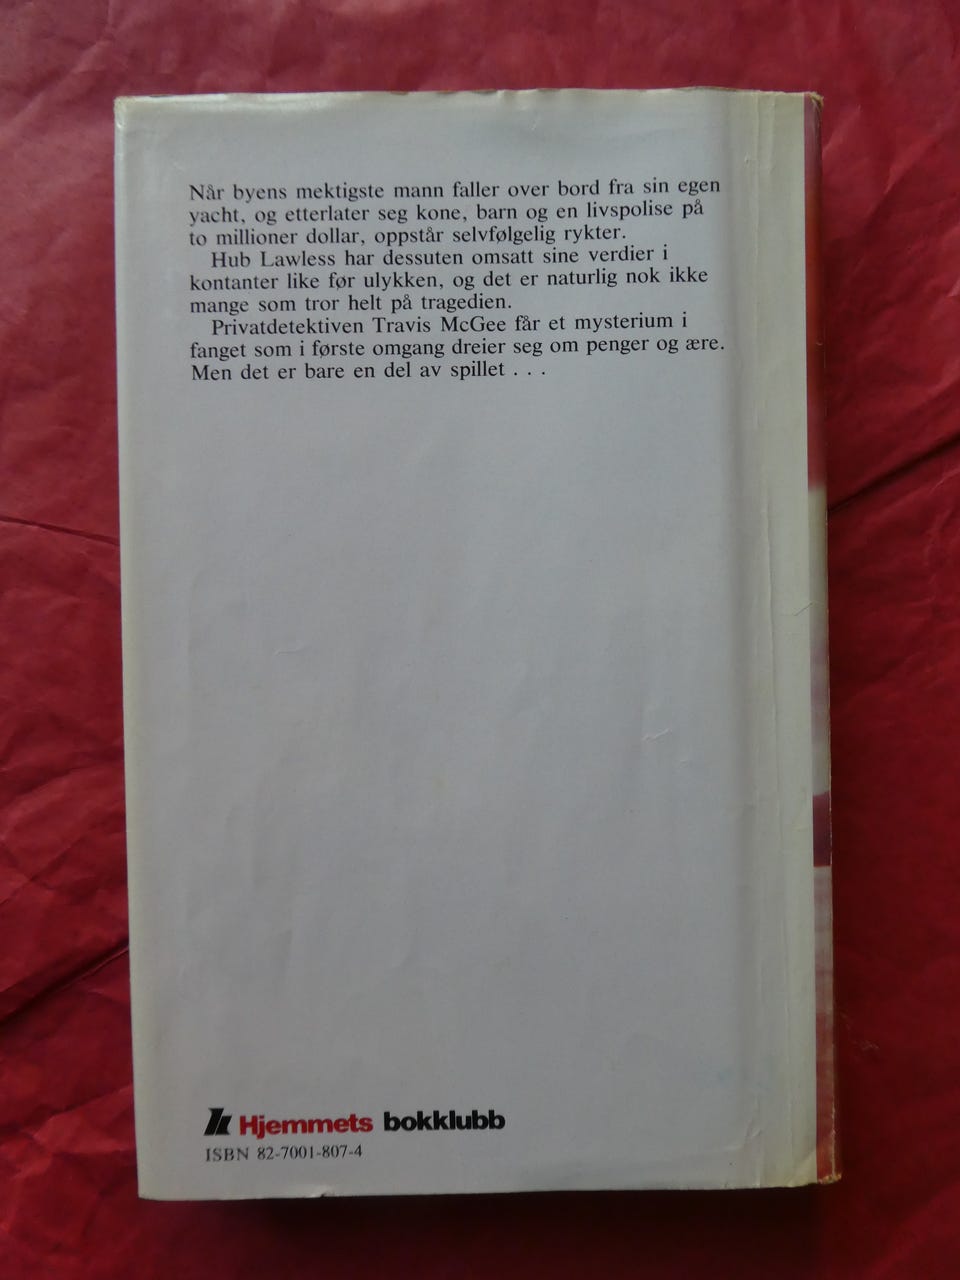 Når byens mektigste mann faller over bord fra sin egen
yacht, og etterlater seg kone, barn og en livspolise på
to millioner dollar, oppstår selvfølgelig rykter.
Hub Lawless har dessuten omsatt sine verdier i
kontanter like før ulykken, og det er naturlig nok ikke
mange som tror helt på tragedien.
Privatdetektiven Travis McGee får et mysterium i
fanget som i første omgang dreier seg om penger og ære.
Men det er bare en del av spillet . . .
Hjemmets bokklubb
ISBN 82-7001-807-4